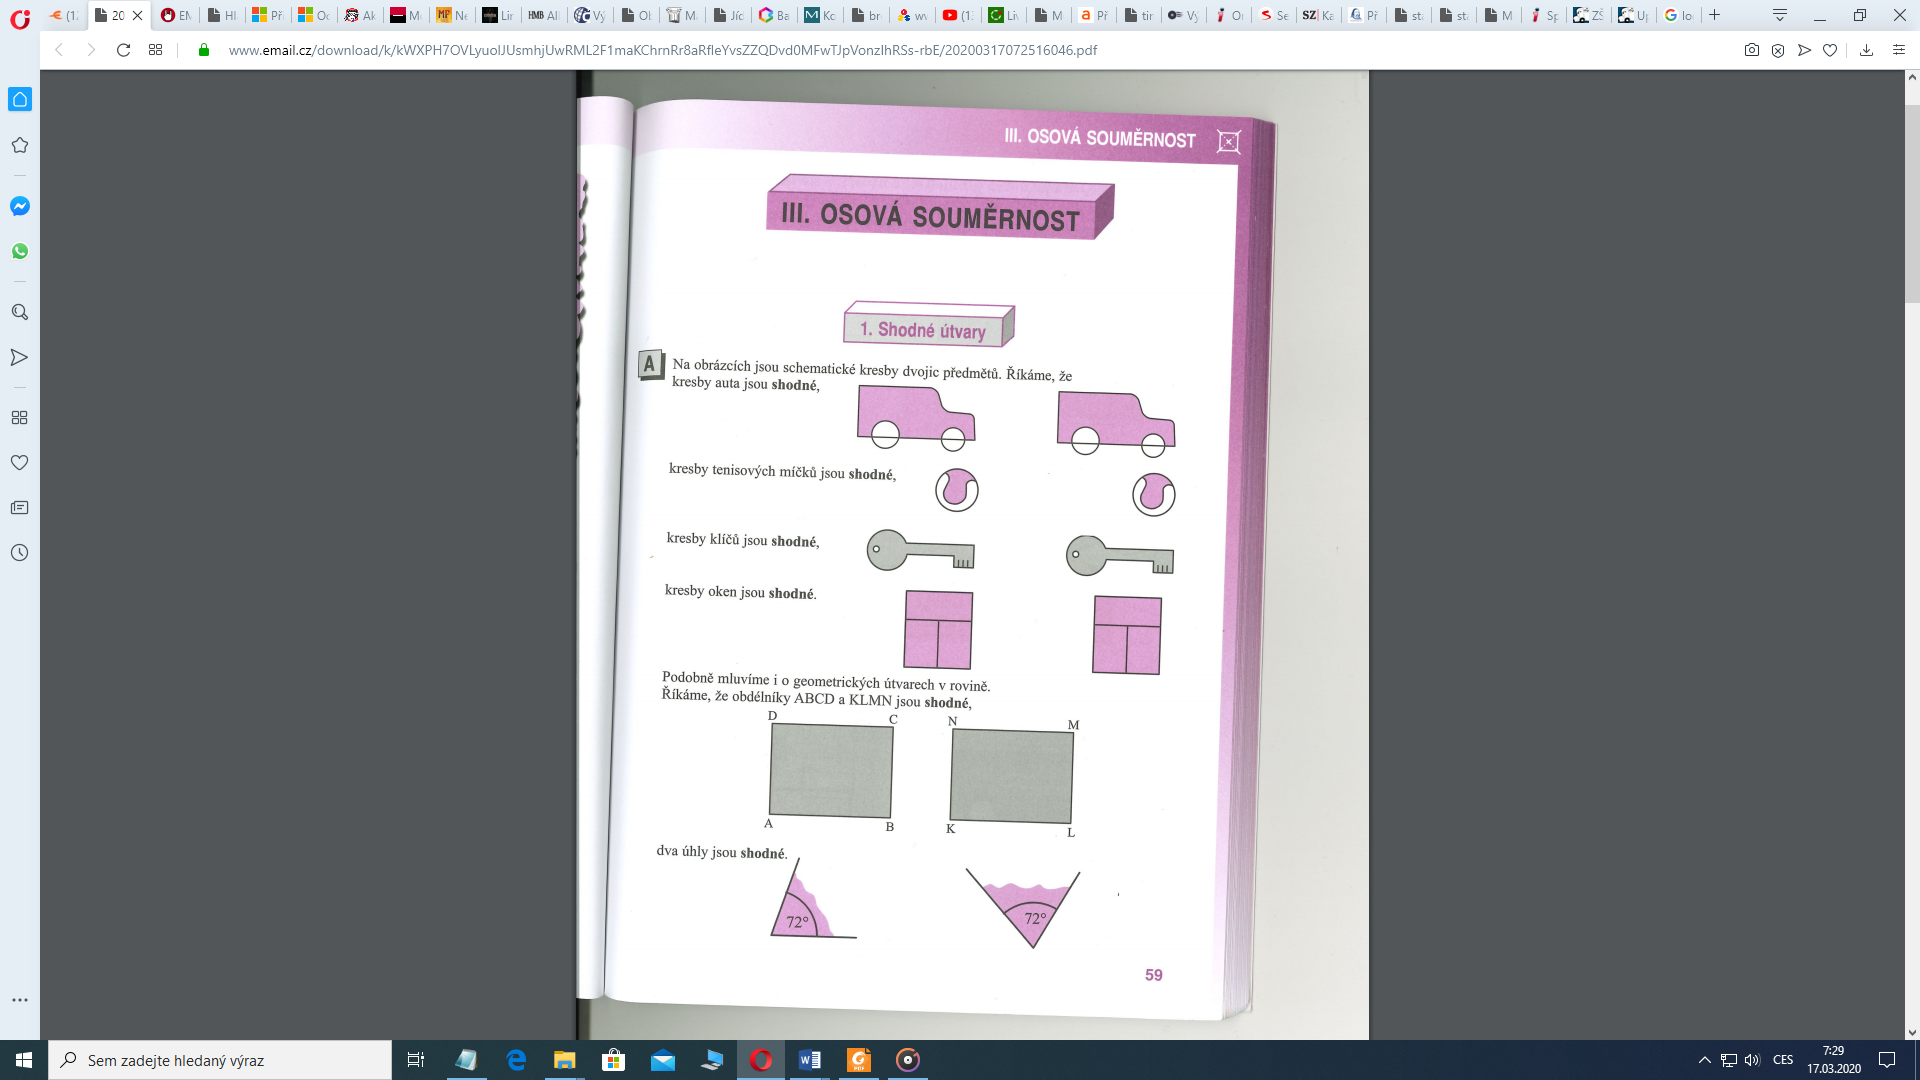 20
www.email.cz/download/k/kWXPH7OVLyuolJUsmhjUwRML2F1maKChrnRr8aRfleYvsZZQDvd0MFwTJpVonzlhRSs-rbE/20200317072516046.pdf
III. OSOVÁ SOUMĚRNOST
III. OSOVÁ SOUMĚRNOST
1. Shodné útvary
A
Na obrázcích jsou schematické kresby dvojic předmětů. Říkáme, že
kresby auta jsou shodné,
kresby tenisových míčků jsou shodné,
kresby klíčů jsou shodné,
kresby oken jsou shodné.
Podobně mluvíme i o geometrických útvarech v rovině.
Říkáme, že obdélníky ABCD a KLMN jsou shodné,
D C N M
A B K L
dva úhly jsou shodné.
72° 72°
59
Sem zadejte hledaný výraz
CES
7:29
17.03.2020